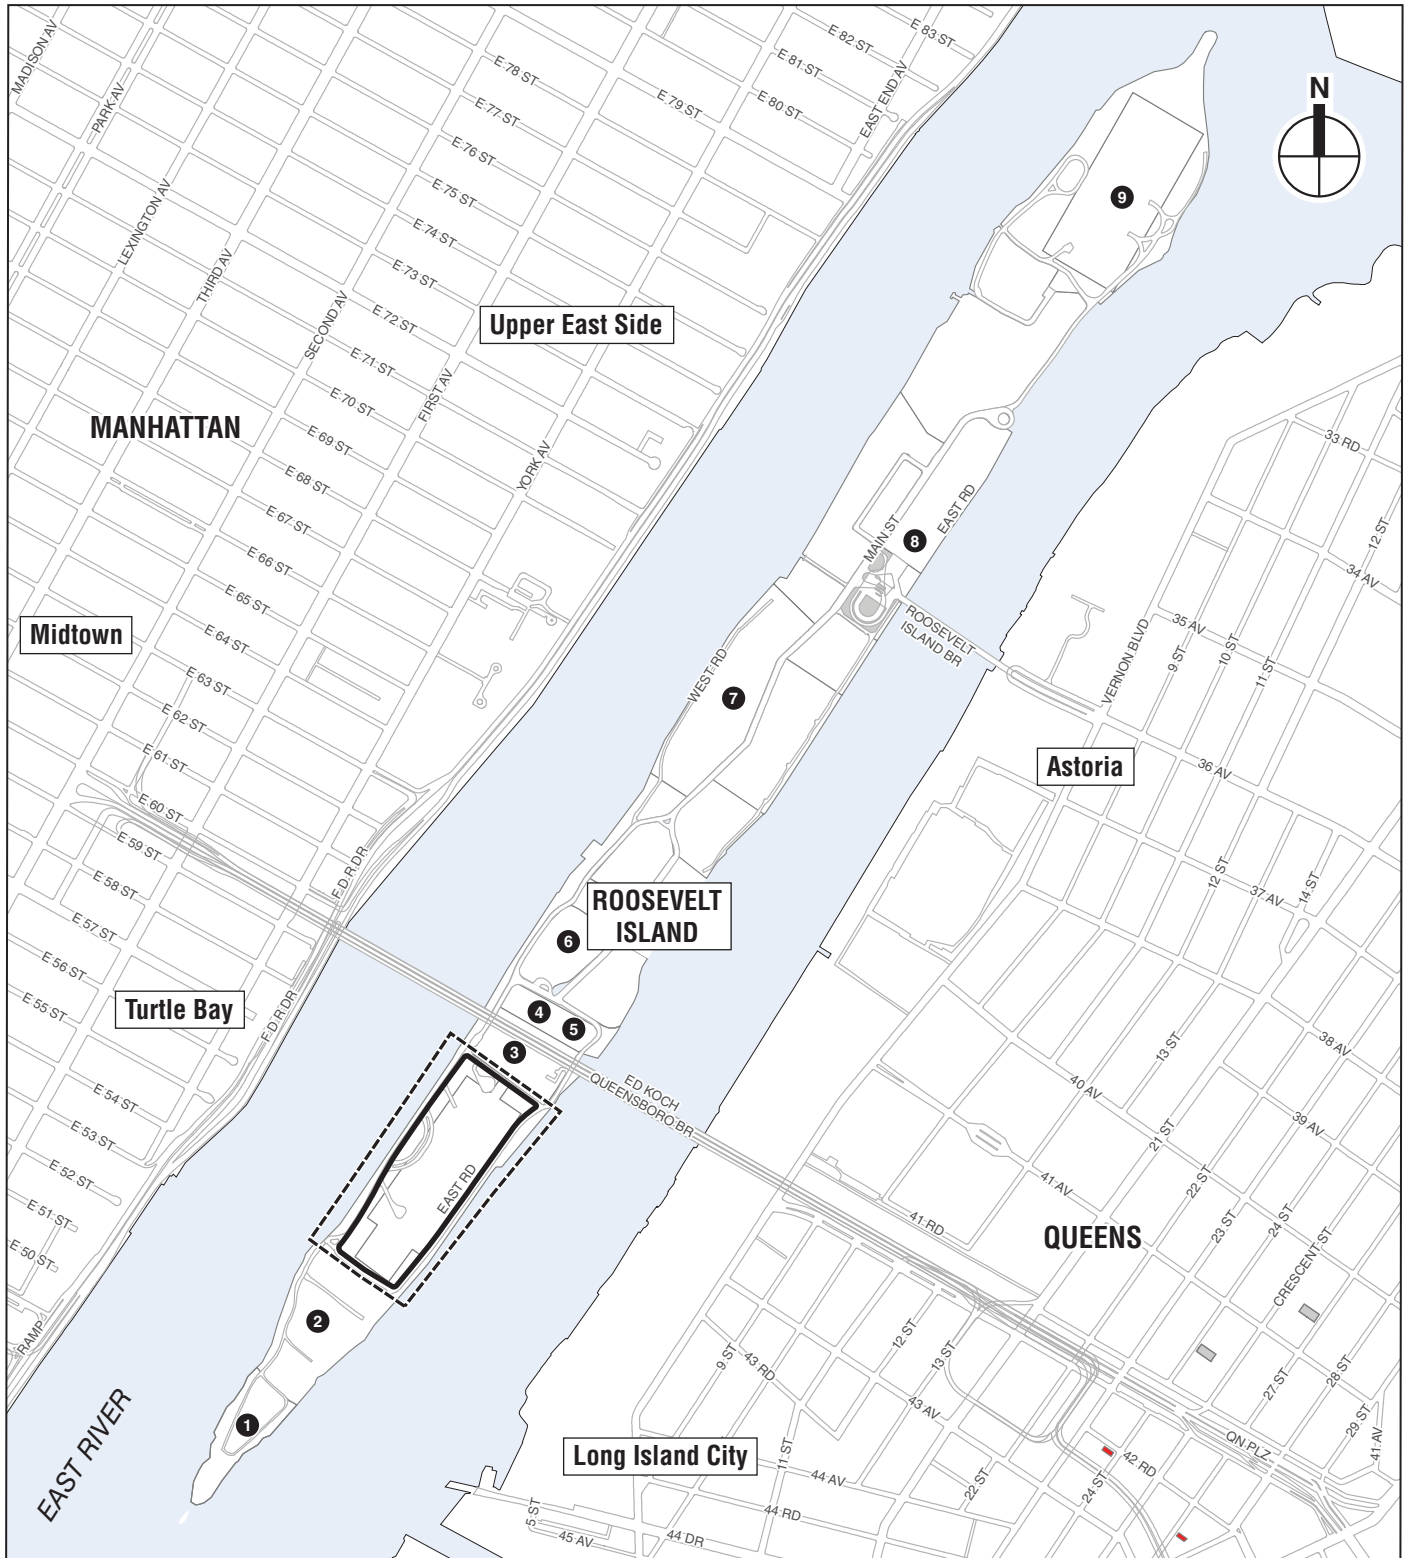 MADISON AV
PARK AV
LEXINGTON AV
THIRD AV
SECOND AV
FIRST AV
YORK AV
EAST END AV
E 83 ST
E 82 ST
E 81 ST
E 80 ST
E 79 ST
E 78 ST
E 77 ST
E 76 ST
E 75 ST
E 74 ST
E 73 ST
E 72 ST
E 71 ST
E 70 ST
E 69 ST
E 68 ST
E 67 ST
E 66 ST
E 65 ST
E 64 ST
E 63 ST
E 62 ST
E 61 ST
E 60 ST
E 59 ST
E 58 ST
E 57 ST
E 56 ST
E 55 ST
E 54 ST
E 53 ST
E 52 ST
E 51 ST
E 50 ST
RAMP
F D R DR
F D R DR
Upper East Side
MANHATTAN
Midtown
Turtle Bay
EAST RIVER
N
9
8
7
6
4
5
3
2
1
MAIN ST
EAST RD
WEST RD
ROOSEVELT
ISLAND BR
ROOSEVELT
ISLAND
ED KOCH
QUEENSBORO BR
EAST RD
33 RD
12 ST
34 AV
35 AV
VERNON BLVD
9 ST
10 ST
11 ST
Astoria
36 AV
12 ST
37 AV
14 ST
38 AV
13 ST
40 AV
39 AV
21 ST
41 AV
22 ST
23 ST
24 ST
41 RD
QUEENS
CRESCENT ST
12 ST
13 ST
9 ST
43 RD
43 AV
27 ST
28 ST
29 ST
41 AV
QN PLZ
42 RD
24 ST
22 ST
11 ST
Long Island City
44 AV
44 RD
44 DR
5 ST
45 AV